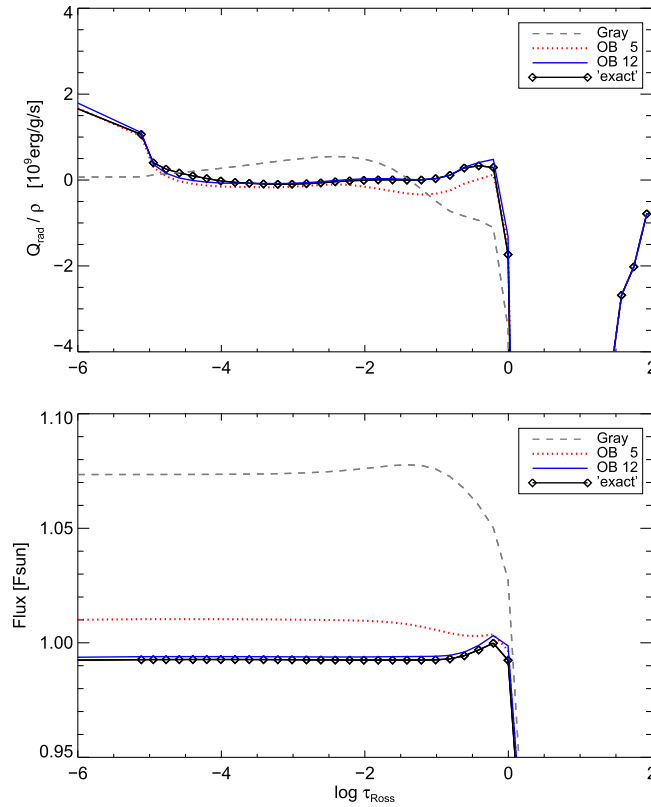 4
2
0
−2
−4
Q_rad / ρ [10^9 erg/g/s]
Gray
OB 5
OB 12
'exact'
−6 −4 −2 0 2
1.10
1.05
1.00
0.95
Flux [Fsun]
Gray
OB 5
OB 12
'exact'
−6 −4 −2 0 2
log τ_Ross